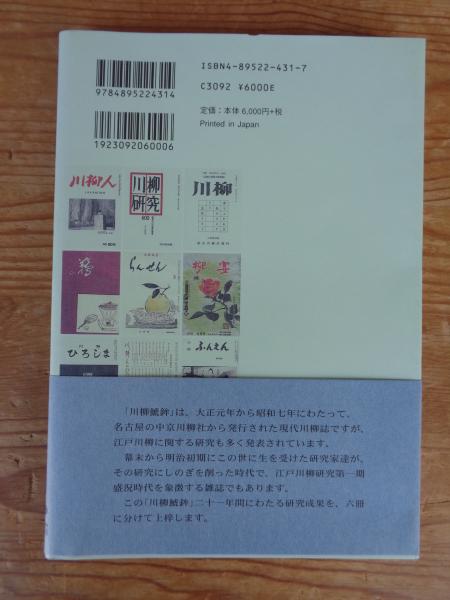 ISBN4-89522-431-7
9784895224314
C3092 ¥6000E
定価：本体 6,000円+税
Printed in Japan
1923092060006
川柳人
川柳研究
川柳
せんりゅう
柳宴
ひろしま
ふんえん
「川柳鯱鉾」は、大正元年から昭和七年にわたって、
名古屋の中京川柳社から発行された現代川柳誌ですが、
江戸川柳に関する研究も多く発表されています。
幕末から明治初期にこの世に生を受けた研究家達が、
その研究にしのぎを削った時代で、江戸川柳研究第一期
盛況時代を象徴する雑誌でもあります。
この「川柳鯱鉾」二十一年間にわたる研究成果を、六冊
に分けて上梓します。